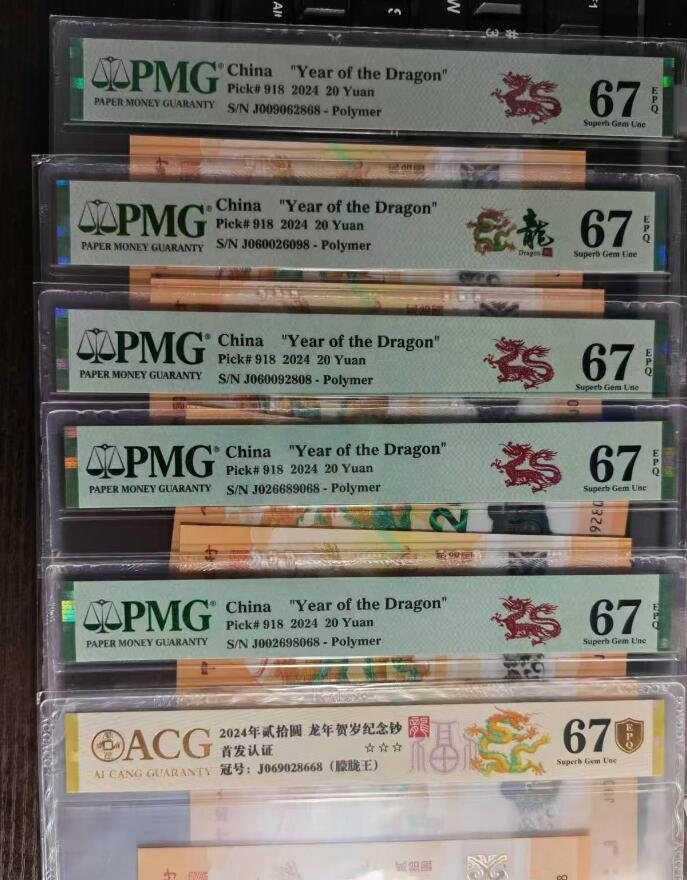 PMG
PAPER MONEY GUARANTY
China "Year of the Dragon"
Pick# 918 2024 20 Yuan
S/N J009062868 - Polymer
67
EPQ
Superb Gem Unc
PMG
PAPER MONEY GUARANTY
China "Year of the Dragon"
Pick# 918 2024 20 Yuan
S/N J060026098 - Polymer
龍
Dragon
67
EPQ
Superb Gem Unc
PMG
PAPER MONEY GUARANTY
China "Year of the Dragon"
Pick# 918 2024 20 Yuan
S/N J060092808 - Polymer
67
EPQ
Superb Gem Unc
PMG
PAPER MONEY GUARANTY
China "Year of the Dragon"
Pick# 918 2024 20 Yuan
S/N J026689068 - Polymer
67
EPQ
Superb Gem Unc
PMG
PAPER MONEY GUARANTY
China "Year of the Dragon"
Pick# 918 2024 20 Yuan
S/N J002698068 - Polymer
67
EPQ
Superb Gem Unc
ACG
AI CANG GUARANTY
2024年贰拾圆 龙年贺岁纪念钞
首发认证 ☆☆☆
冠号：J069028668（朦胧王）
龍
福
67
EPQ
Superb Gem Unc